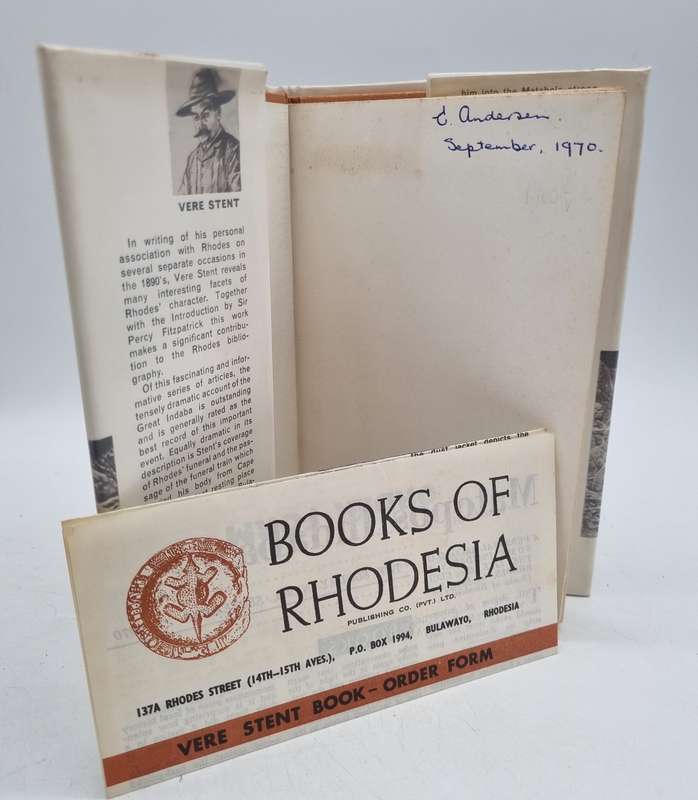 VERE STENT
In writing of his personal
association with Rhodes on
several separate occasions in
the 1890's, Vere Stent reveals
many interesting facets of
Rhodes' character. Together
with the Introduction by Sir
Percy Fitzpatrick this work
makes a significant contribu-
tion to the Rhodes biblio-
graphy.
Of this fascinating and infor-
mative series of articles, the
tensely dramatic account of the
Great Indaba is outstanding
and is generally rated as the
best record of this important
event. Equally dramatic in its
description is Stent's coverage
of Rhodes' funeral and the pas-
sage of the funeral train which
his body from Cape
resting place
him into the Matabele
E. Andersen.
September, 1970.
the dust jacket depicts the
BOOKS OF
RHODESIA
PUBLISHING CO. (PVT.) LTD.
137A RHODES STREET (14TH–15TH AVES.), P.O. BOX 1994, BULAWAYO, RHODESIA
VERE STENT BOOK – ORDER FORM